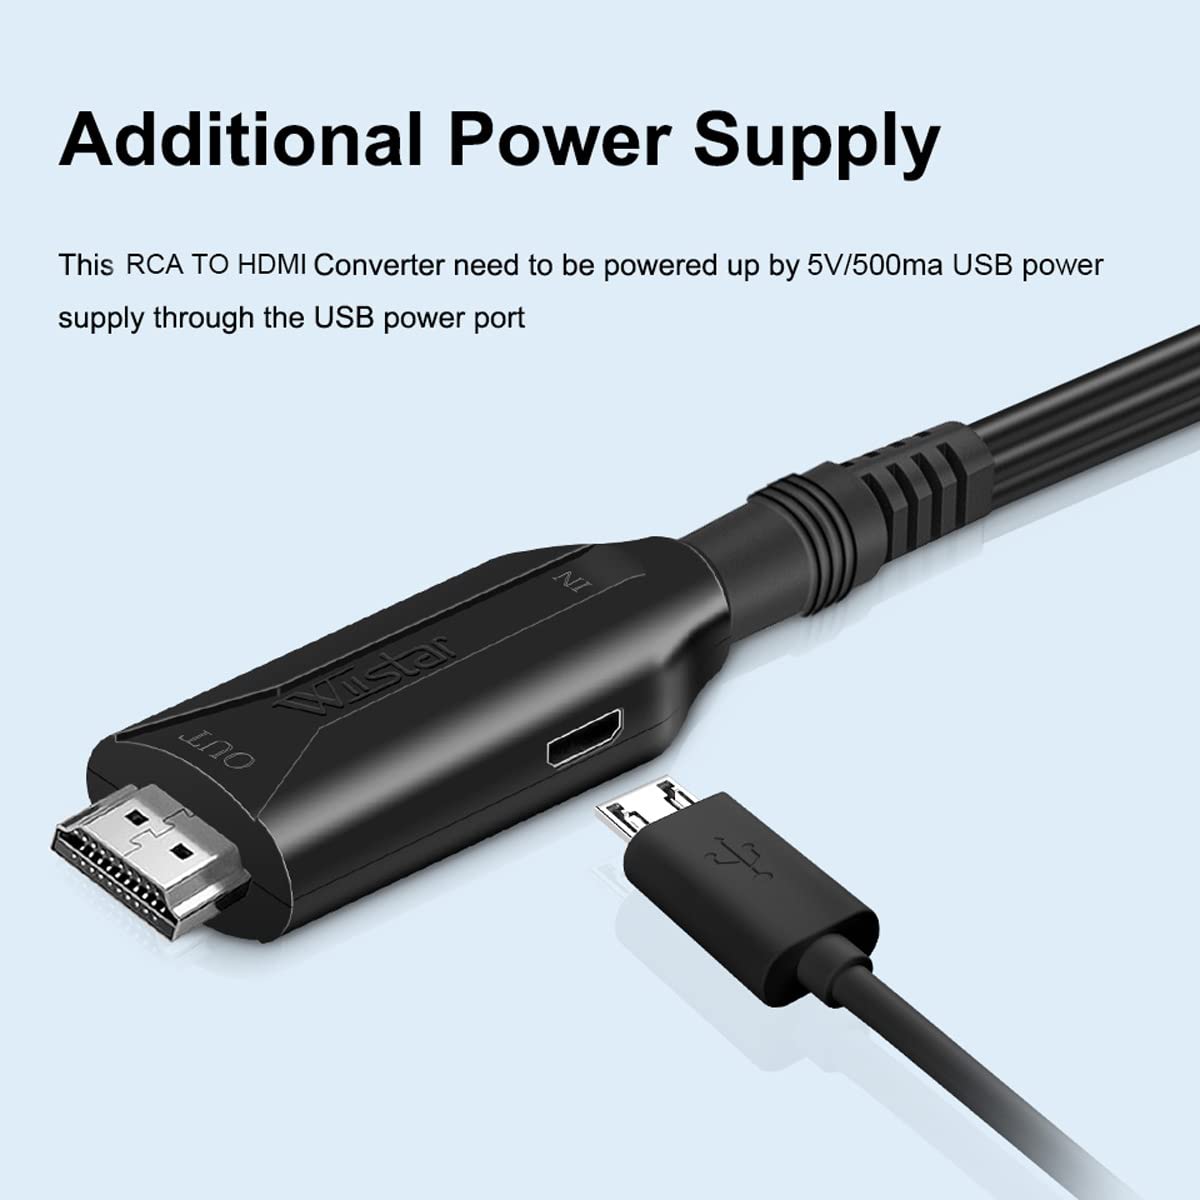 Additional Power Supply
This RCA TO HDMI Converter need to be powered up by 5V/500ma USB power
supply through the USB power port
IN
Wiistar
OUT